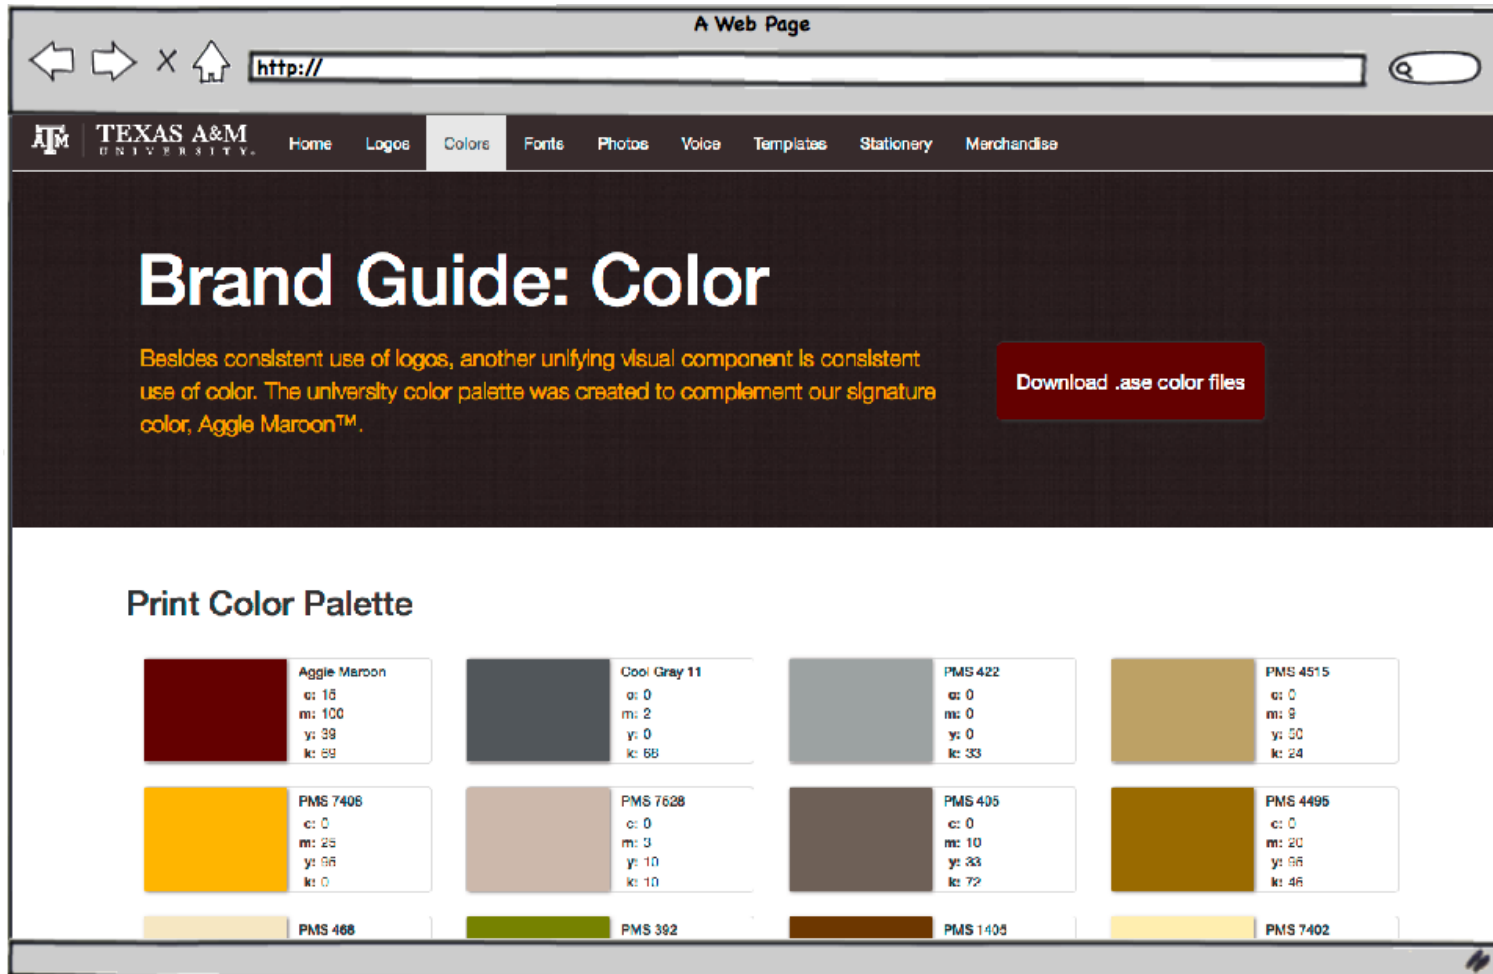 A Web Page
http://
TEXAS A&M
UNIVERSITY.
Home Logos Colors Fonts Photos Voice Templates Stationery Merchandise
Brand Guide: Color
Besides consistent use of logos, another unifying visual component is consistent
use of color. The university color palette was created to complement our signature
color, Aggie Maroon™.
Download .ase color files
Print Color Palette
Aggie Maroon
c: 15
m: 100
y: 39
k: 69
Cool Gray 11
c: 0
m: 2
y: 0
k: 68
PMS 422
c: 0
m: 0
y: 0
k: 33
PMS 4515
c: 0
m: 9
y: 50
k: 24
PMS 7408
c: 0
m: 25
y: 95
k: 0
PMS 7528
c: 0
m: 3
y: 10
k: 10
PMS 405
c: 0
m: 10
y: 33
k: 72
PMS 4495
c: 0
m: 20
y: 95
k: 46
PMS 468
PMS 392
PMS 1405
PMS 7402